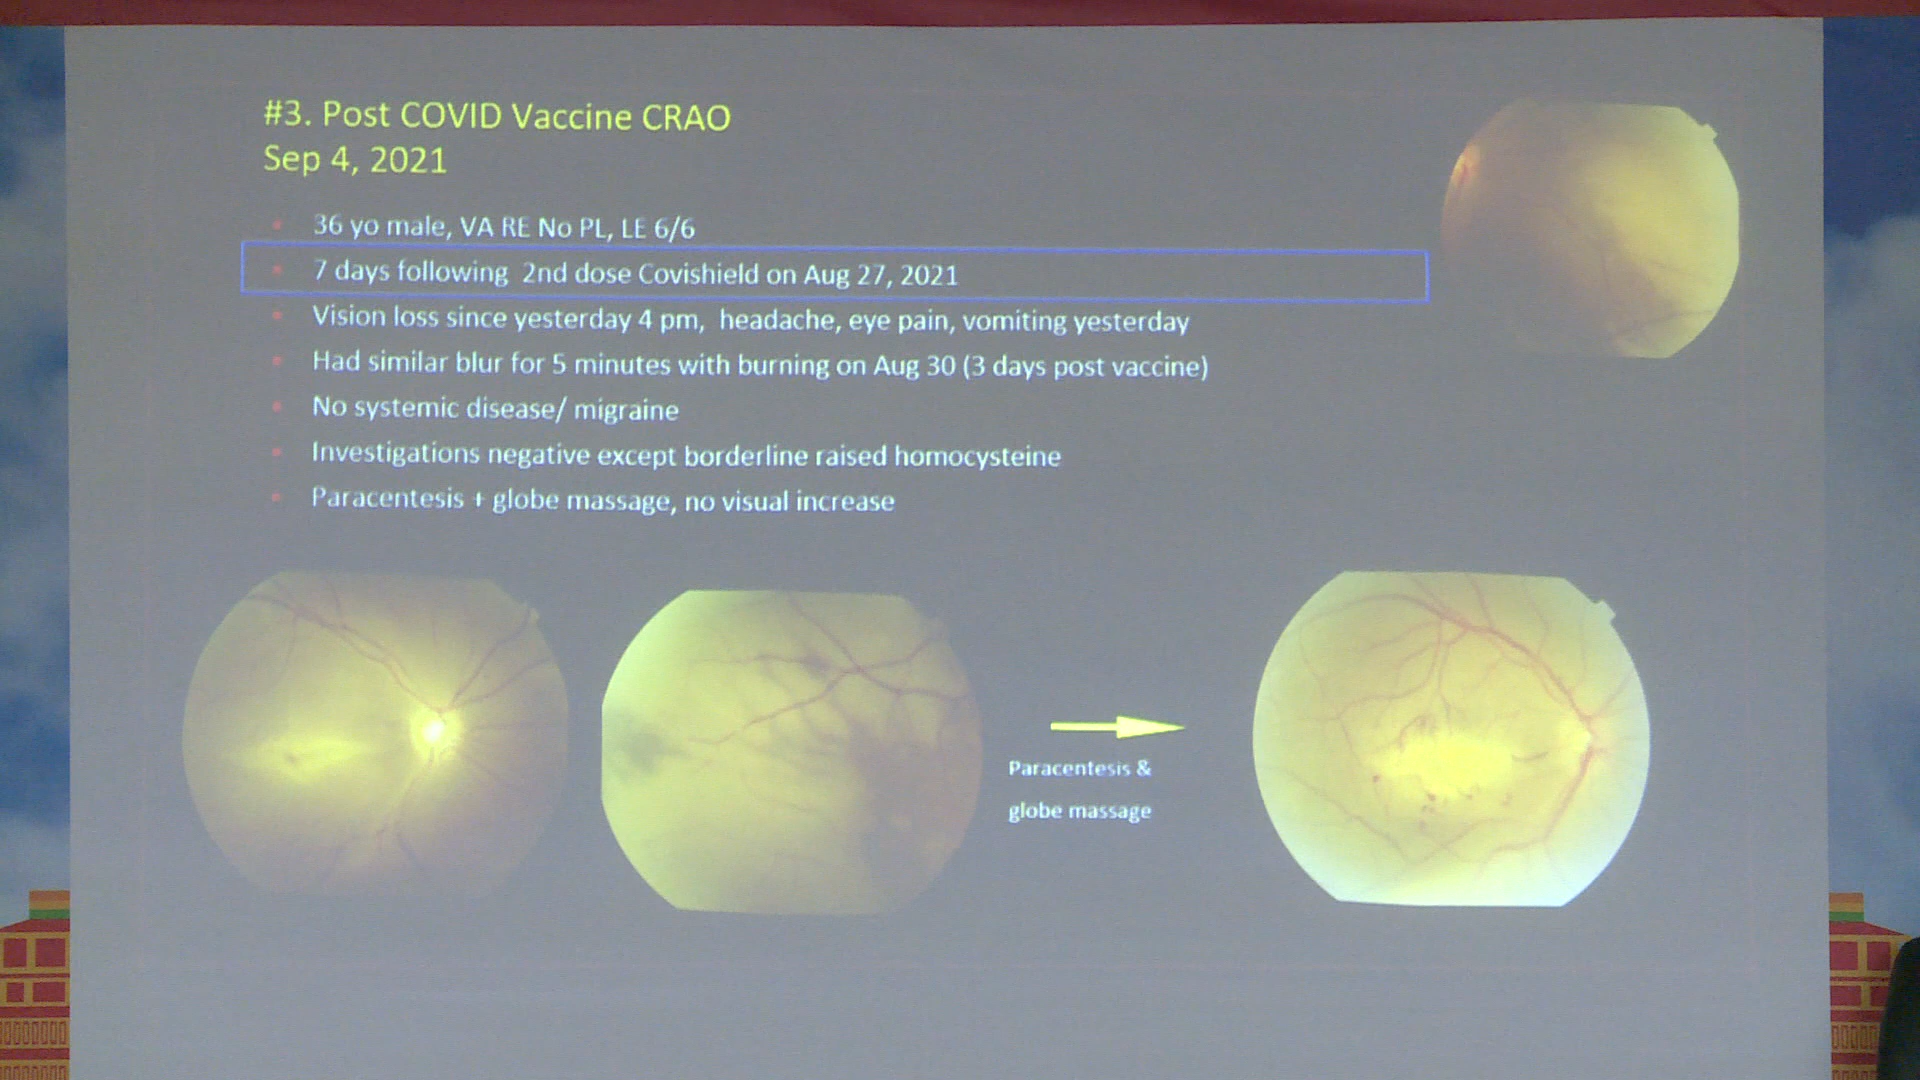 #3. Post COVID Vaccine CRAO
Sep 4, 2021
36 yo male, VA RE No PL, LE 6/6
7 days following 2nd dose Covishield on Aug 27, 2021
Vision loss since yesterday 4 pm, headache, eye pain, vomiting yesterday
Had similar blur for 5 minutes with burning on Aug 30 (3 days post vaccine)
No systemic disease/ migraine
Investigations negative except borderline raised homocysteine
Paracentesis + globe massage, no visual increase
Paracentesis &
globe massage